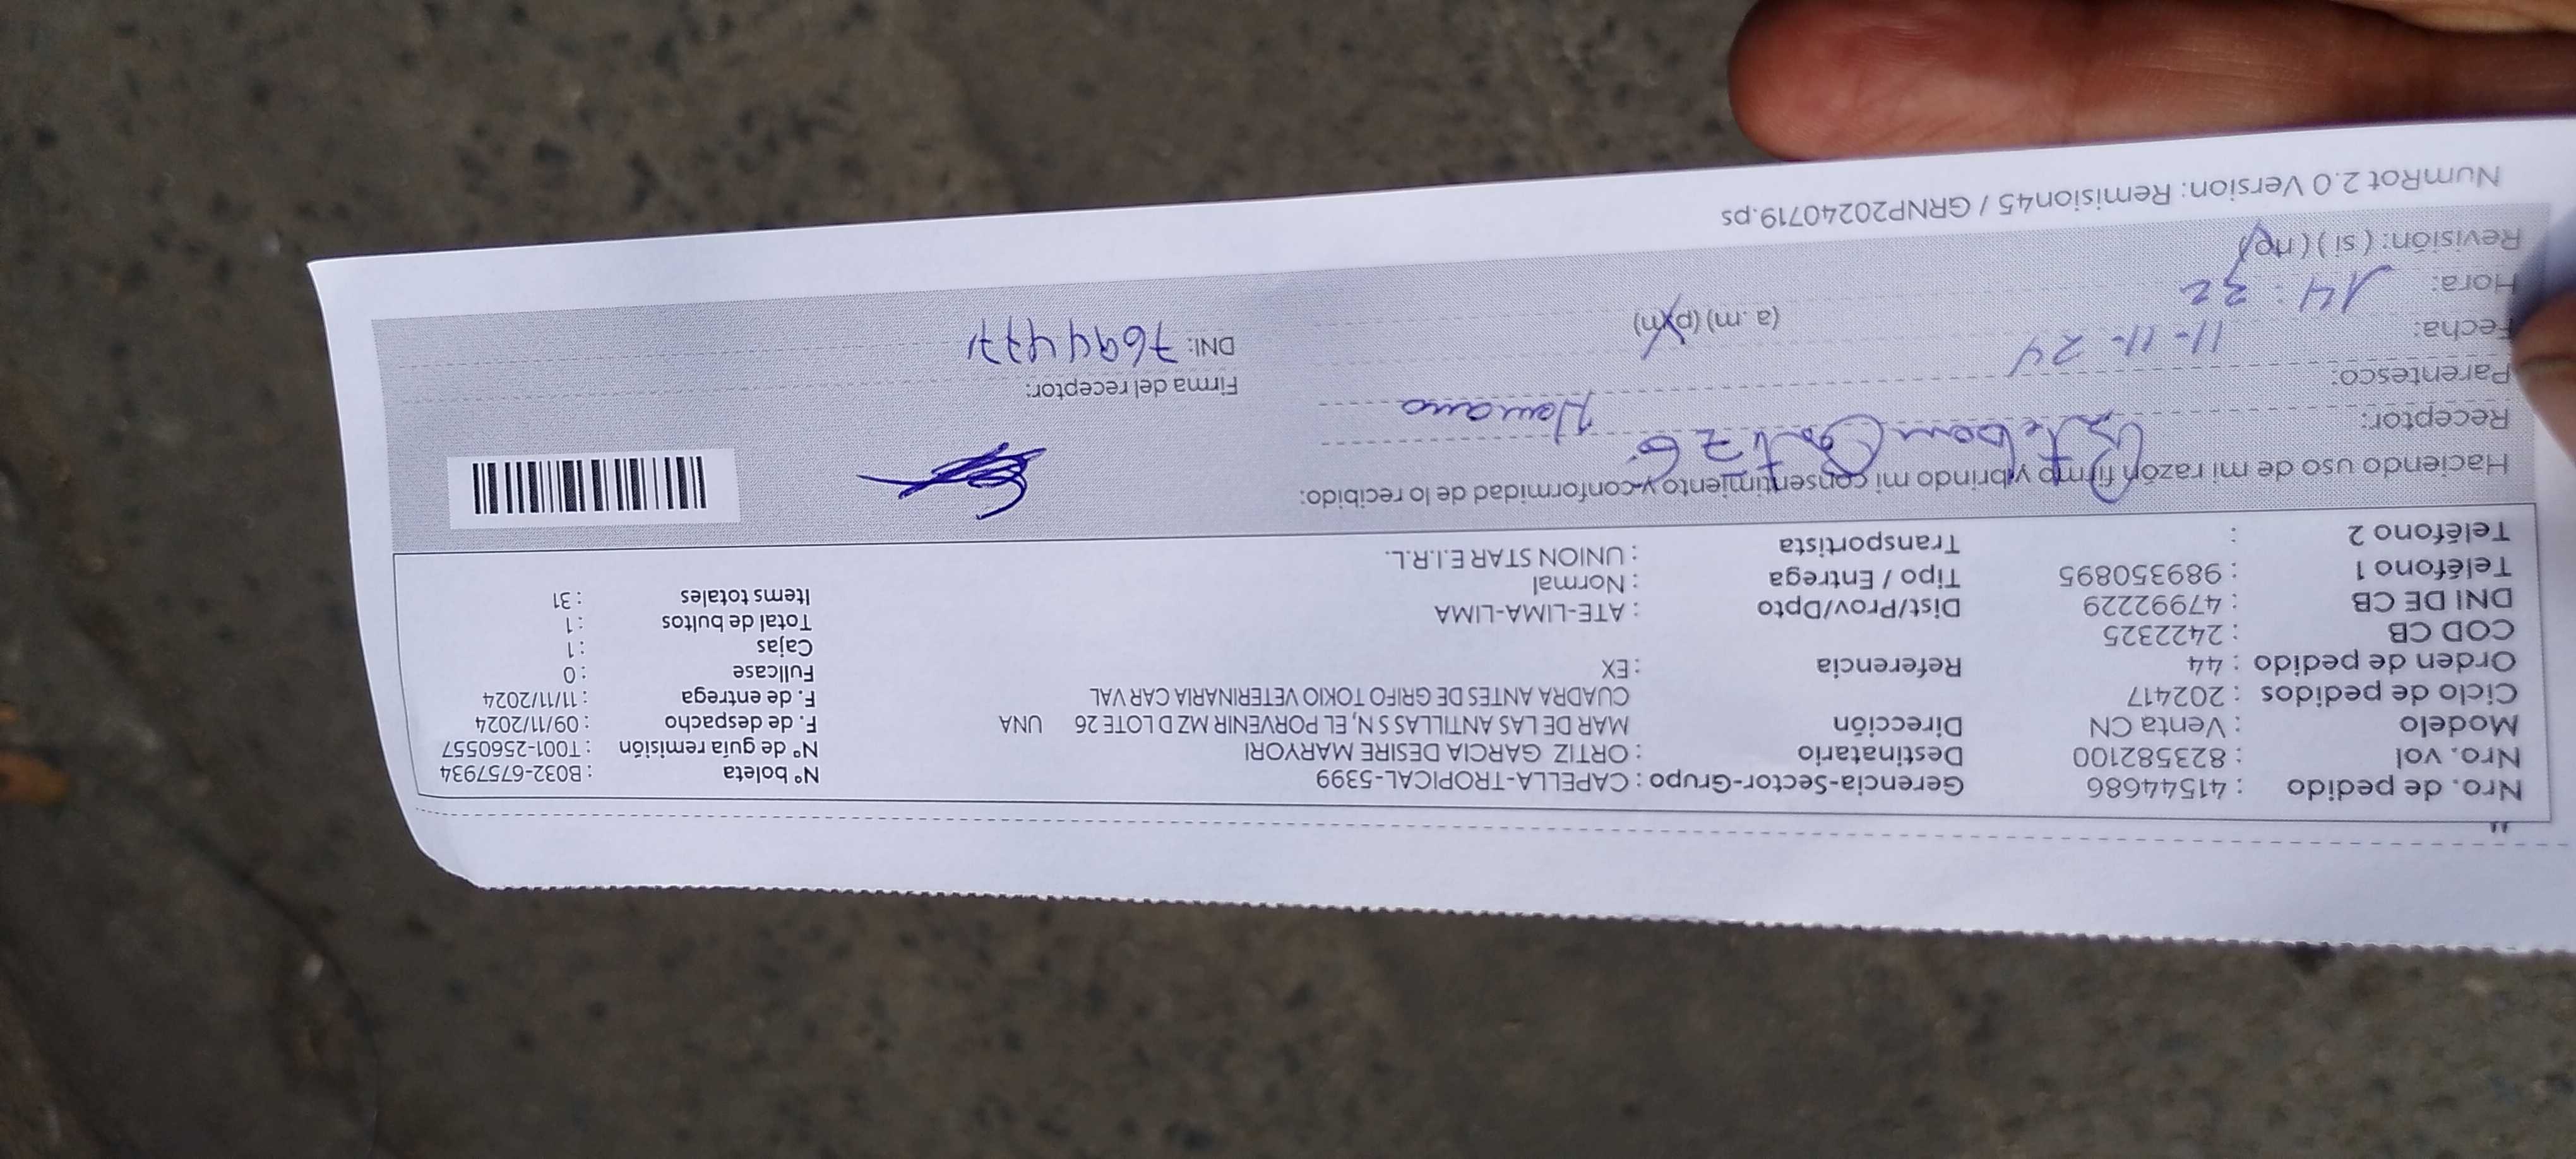 Nro. de pedido : 41544686 Gerencia-Sector-Grupo : CAPELLA-TROPICAL-5399 N° boleta : B032-6757934
Nro. vol : 823582100 Destinatario : ORTIZ GARCIA DESIRE MARYORI N° de guía remisión : T001-2560557
Modelo : Venta CN Dirección MAR DE LAS ANTILLAS S N, EL PORVENIR MZ D LOTE 26 UNA F. de despacho : 09/11/2024
Ciclo de pedidos : 202417 CUADRA ANTES DE GRIFO TOKIO VETERINARIA CAR VAL F. de entrega : 11/11/2024
Orden de pedido : 44 Referencia : EX Fullcase : 0
COD CB : 2422325 Cajas : 1
DNI DE CB : 47992229 Dist/Prov/Dpto : ATE-LIMA-LIMA Total de bultos : 1
Teléfono 1 : 989350895 Tipo / Entrega : Normal Items totales : 31
Teléfono 2 : Transportista : UNION STAR E.I.R.L.
Haciendo uso de mi razón firmo y brindo mi consentimiento y conformidad de lo recibido:
Receptor: Ortiz G
Parentesco: Hermano Firma del receptor:
Fecha: 11-11-24 DNI:
Hora: 14:32 (a.m) (p.m)
Revisión: (si) (no)
NumRot 2.0 Version: Remision45 / GRNP20240719.ps